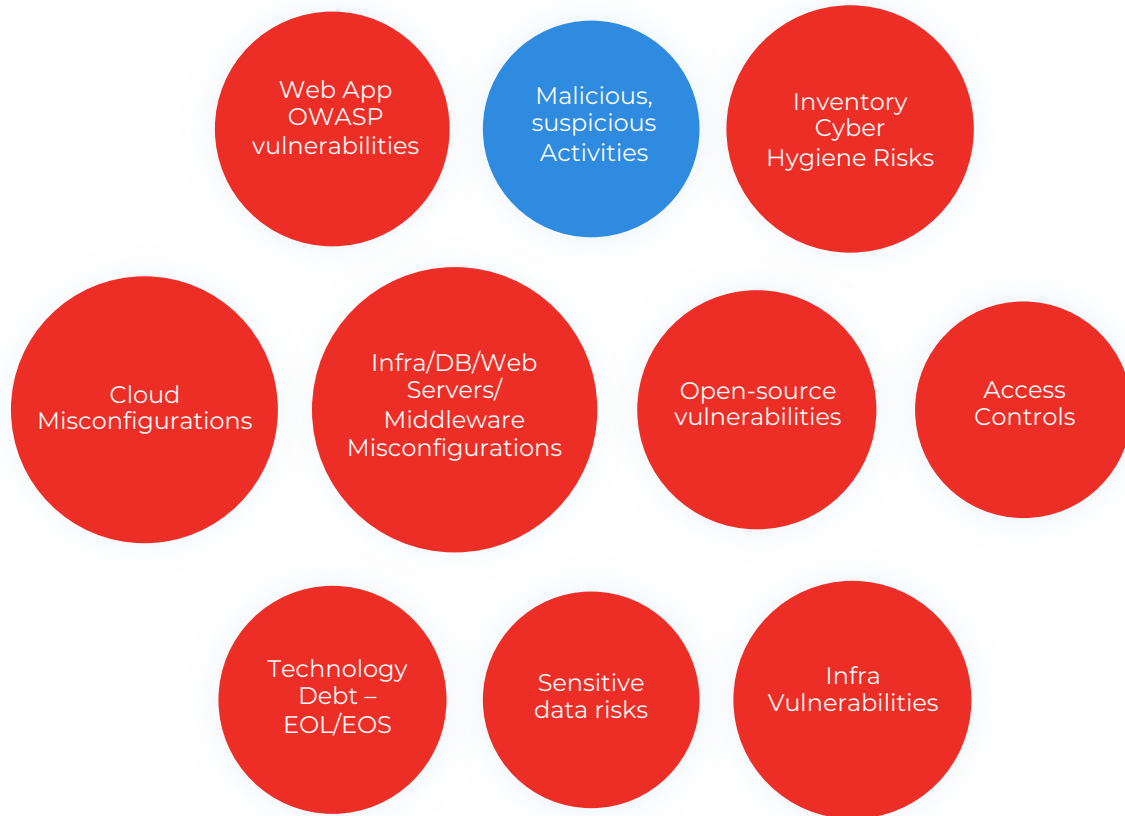 Web App
OWASP
vulnerabilities
Malicious,
suspicious
Activities
Inventory
Cyber
Hygiene Risks
Cloud
Misconfigurations
Infra/DB/Web
Servers/
Middleware
Misconfigurations
Open-source
vulnerabilities
Access
Controls
Technology
Debt –
EOL/EOS
Sensitive
data risks
Infra
Vulnerabilities